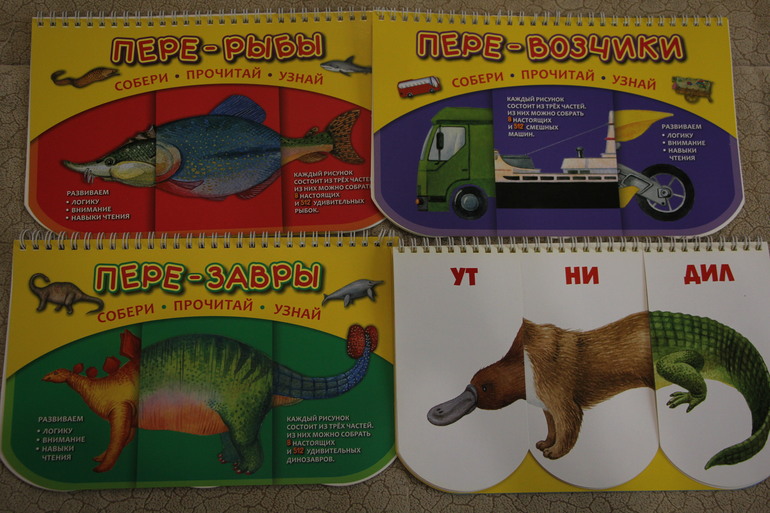 ПЕРЕ-РЫБЫ
СОБЕРИ • ПРОЧИТАЙ • УЗНАЙ
РАЗВИВАЕМ
• ЛОГИКУ
• ВНИМАНИЕ
• НАВЫКИ ЧТЕНИЯ
КАЖДЫЙ РИСУНОК
СОСТОИТ ИЗ ТРЁХ ЧАСТЕЙ.
ИЗ НИХ МОЖНО СОБРАТЬ
8 НАСТОЯЩИХ
И 512 УДИВИТЕЛЬНЫХ
РЫБОК.
ПЕРЕ-ВОЗЧИКИ
СОБЕРИ • ПРОЧИТАЙ • УЗНАЙ
КАЖДЫЙ РИСУНОК
СОСТОИТ ИЗ ТРЁХ ЧАСТЕЙ.
ИЗ НИХ МОЖНО СОБРАТЬ
8 НАСТОЯЩИХ
И 512 СМЕШНЫХ
МАШИН.
РАЗВИВАЕМ
• ЛОГИКУ
• ВНИМАНИЕ
• НАВЫКИ
ЧТЕНИЯ
ПЕРЕ-ЗАВРЫ
СОБЕРИ • ПРОЧИТАЙ • УЗНАЙ
РАЗВИВАЕМ
• ЛОГИКУ
• ВНИМАНИЕ
• НАВЫКИ
ЧТЕНИЯ
КАЖДЫЙ РИСУНОК
СОСТОИТ ИЗ ТРЁХ ЧАСТЕЙ.
ИЗ НИХ МОЖНО СОБРАТЬ
8 НАСТОЯЩИХ
И 512 УДИВИТЕЛЬНЫХ
ДИНОЗАВРОВ.
УТ НИ ДИЛ